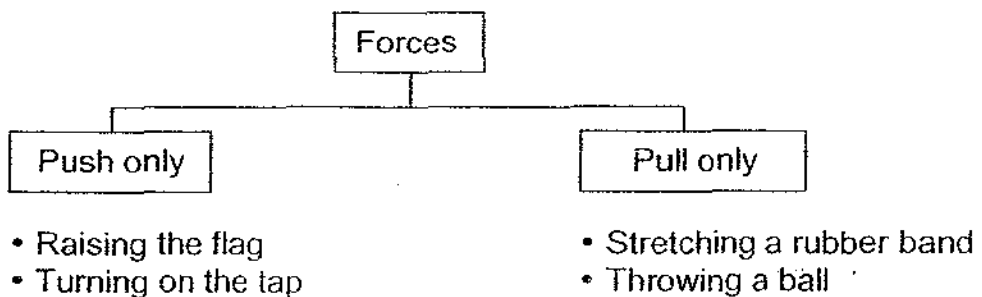 Forces
Push only
Pull only
• Raising the flag
• Turning on the tap
• Stretching a rubber band
• Throwing a ball